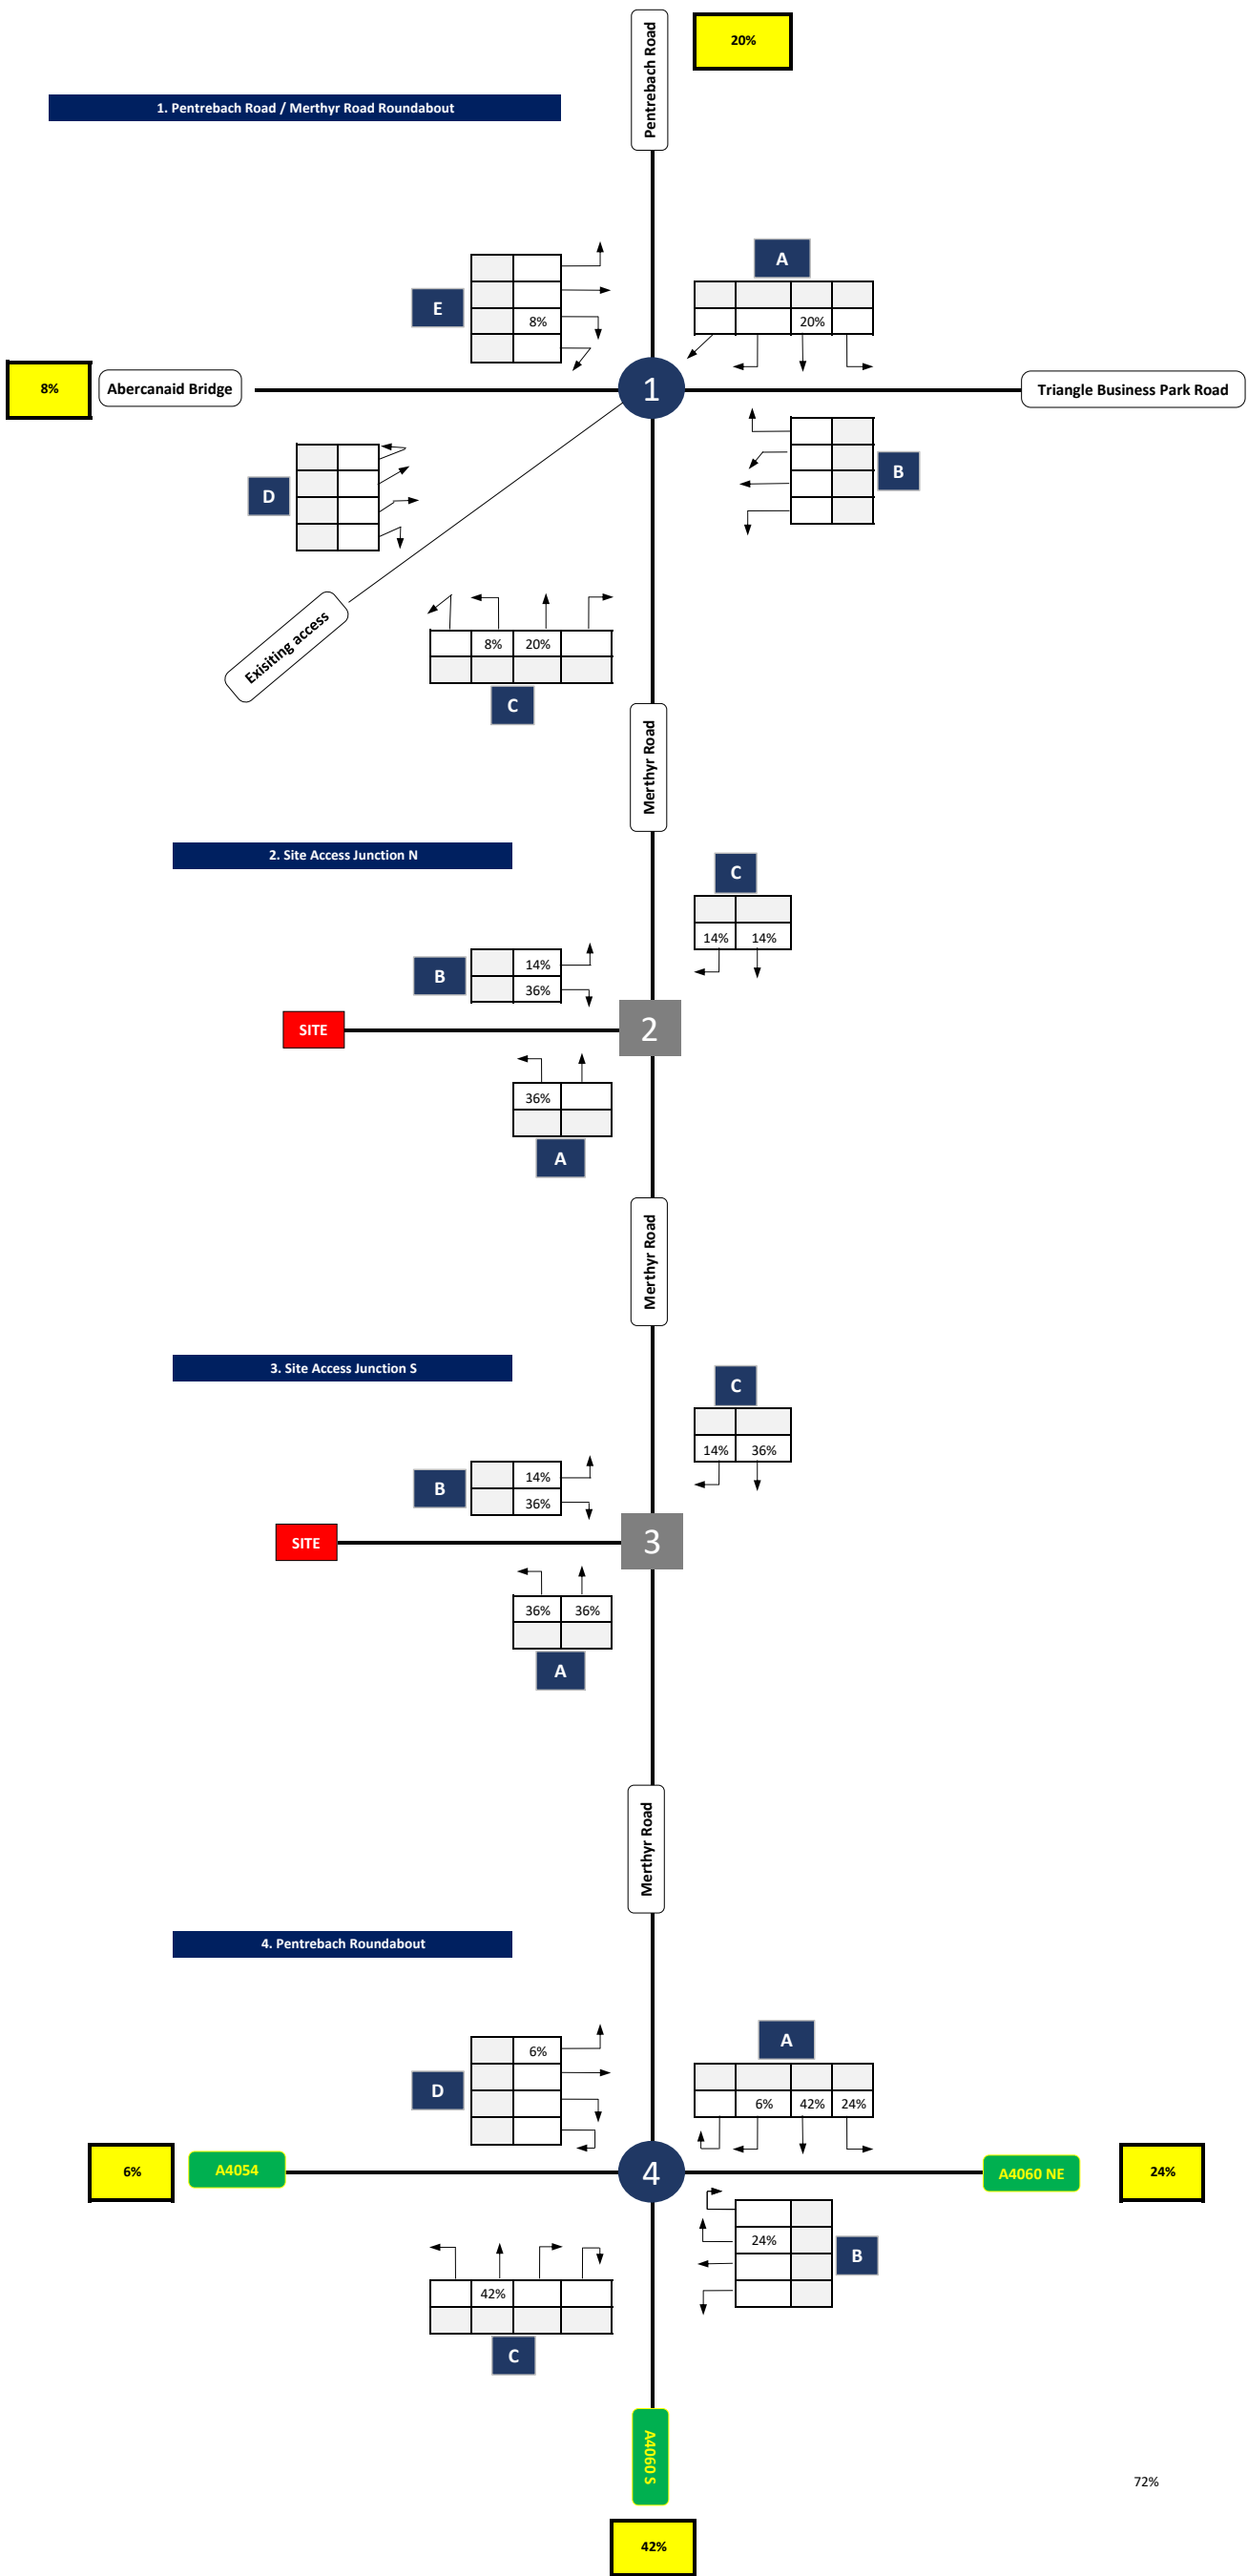 Pentrebach Road
20%
1. Pentrebach Road / Merthyr Road Roundabout
A
E
20%
8%
8%
Abercanaid Bridge
1
Triangle Business Park Road
B
D
Exisiting access
8% 20%
C
Merthyr Road
2. Site Access Junction N
C
14% 14%
B
14%
36%
SITE
2
36%
A
Merthyr Road
3. Site Access Junction S
C
14% 36%
B
14%
36%
SITE
3
36% 36%
A
Merthyr Road
4. Pentrebach Roundabout
A
D
6%
6% 42% 24%
6%
A4054
4
A4060 NE
24%
24%
B
42%
C
A4060 S
72%
42%